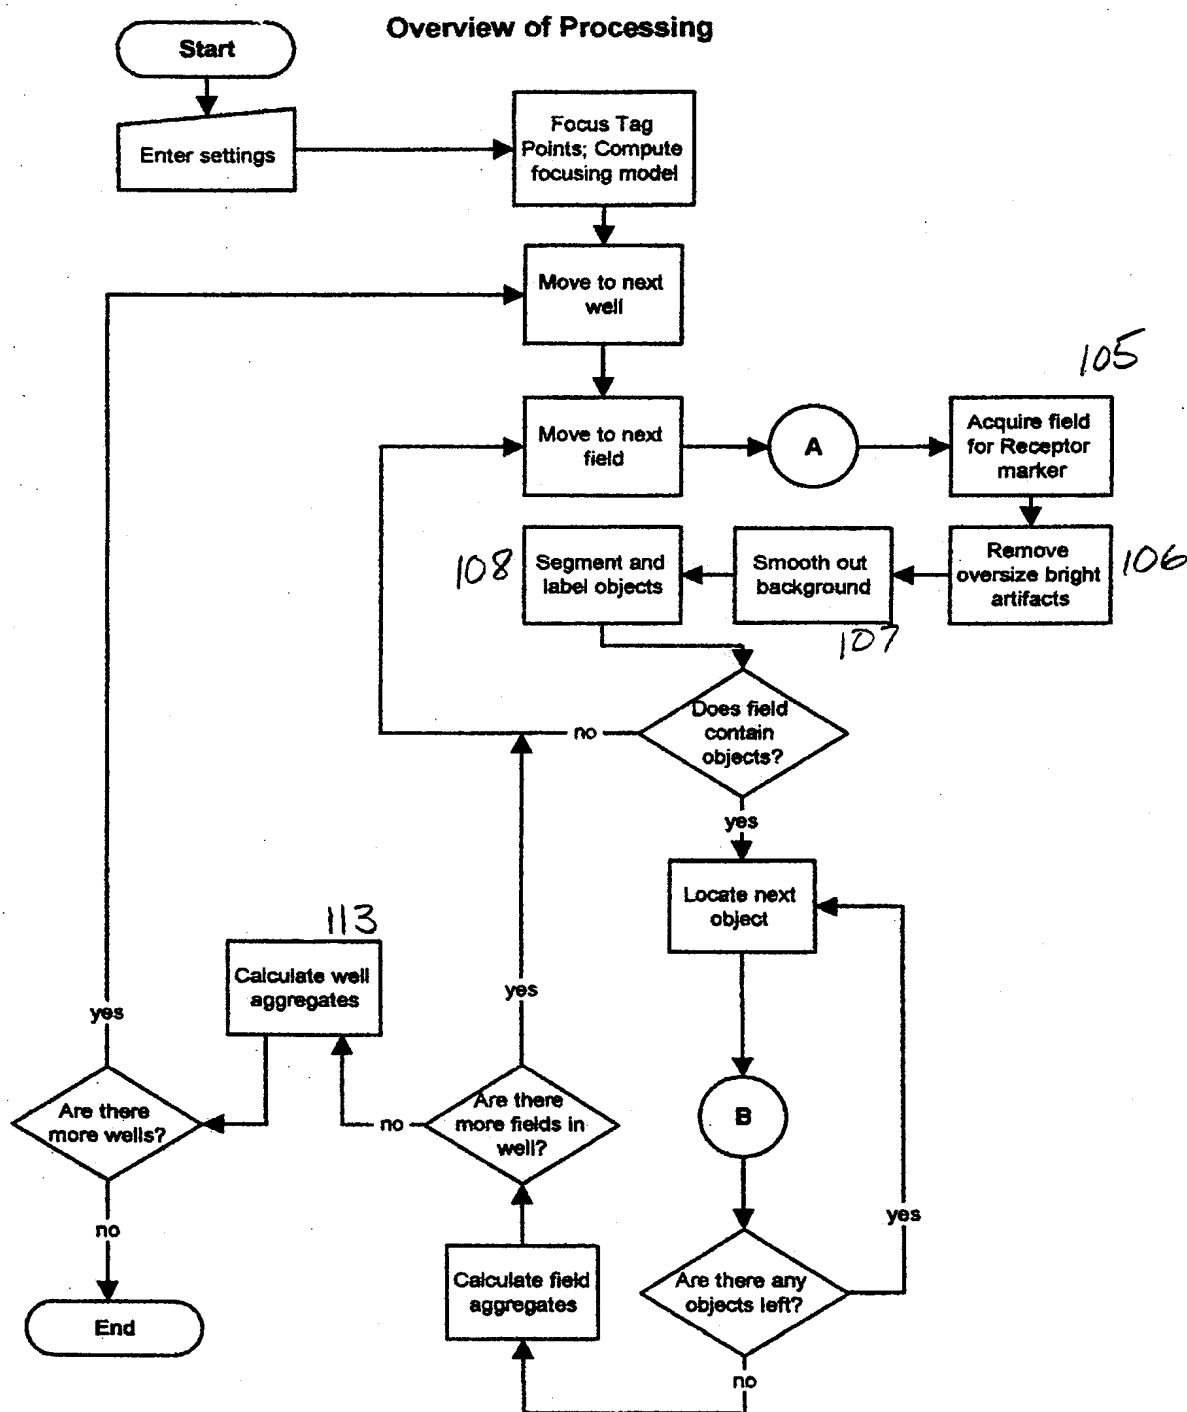 Overview of Processing
Start
Enter settings
Focus Tag
Points; Compute
focusing model
Move to next
well
105
Move to next
field
A
Acquire field
for Receptor
marker
108
Segment and
label objects
Smooth out
background
107
Remove
oversize bright
artifacts
106
Does field
contain
objects?
no
yes
Locate next
object
113
Calculate well
aggregates
yes
yes
Are there
more wells?
no
Are there
more fields in
well?
B
yes
no
Calculate field
aggregates
Are there any
objects left?
End
no